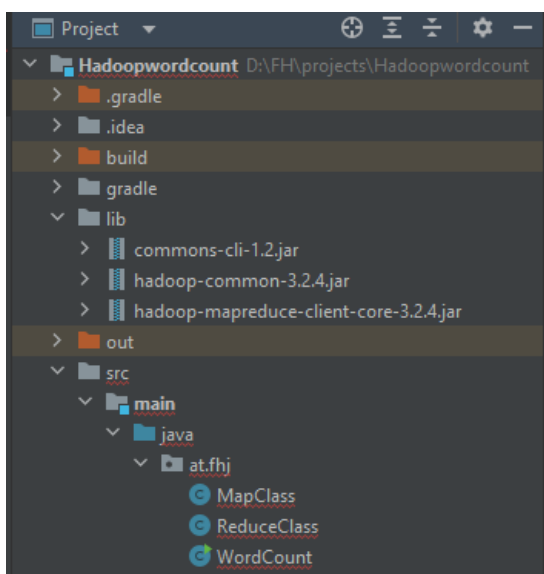 Project
Hadoopwordcount D:\FH\projects\Hadoopwordcount
.gradle
.idea
build
gradle
lib
commons-cli-1.2.jar
hadoop-common-3.2.4.jar
hadoop-mapreduce-client-core-3.2.4.jar
out
src
main
java
at.fhj
C MapClass
C ReduceClass
C WordCount